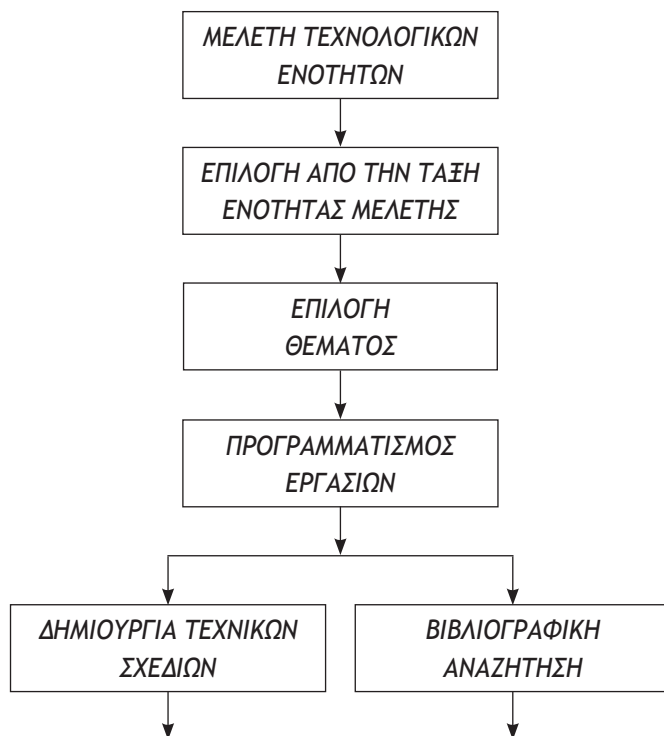 ΜΕΛΕΤΗ ΤΕΧΝΟΛΟΓΙΚΩΝ
ΕΝΟΤΗΤΩΝ
ΕΠΙΛΟΓΗ ΑΠΟ ΤΗΝ ΤΑΞΗ
ΕΝΟΤΗΤΑΣ ΜΕΛΕΤΗΣ
ΕΠΙΛΟΓΗ
ΘΕΜΑΤΟΣ
ΠΡΟΓΡΑΜΜΑΤΙΣΜΟΣ
ΕΡΓΑΣΙΩΝ
ΔΗΜΙΟΥΡΓΙΑ ΤΕΧΝΙΚΩΝ
ΣΧΕΔΙΩΝ
ΒΙΒΛΙΟΓΡΑΦΙΚΗ
ΑΝΑΖΗΤΗΣΗ